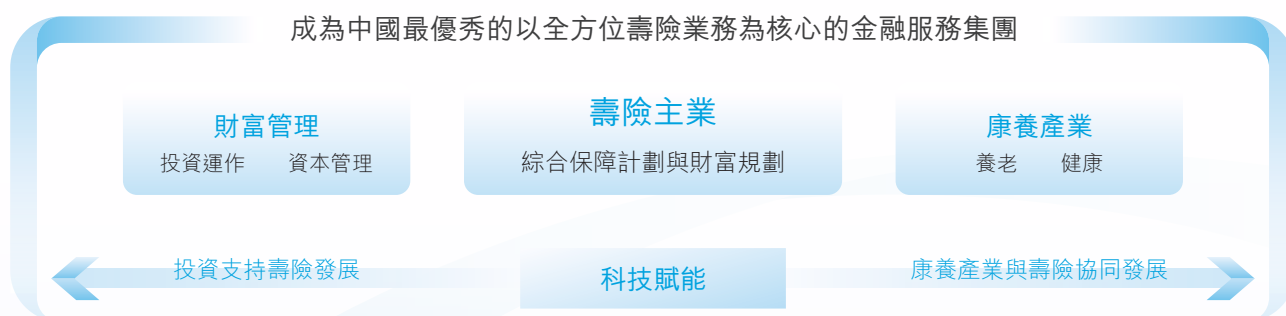 成為中國最優秀的以全方位壽險業務為核心的金融服務集團
財富管理
投資運作 資本管理
壽險主業
綜合保障計劃與財富規劃
康養產業
養老 健康
投資支持壽險發展
科技賦能
康養產業與壽險協同發展